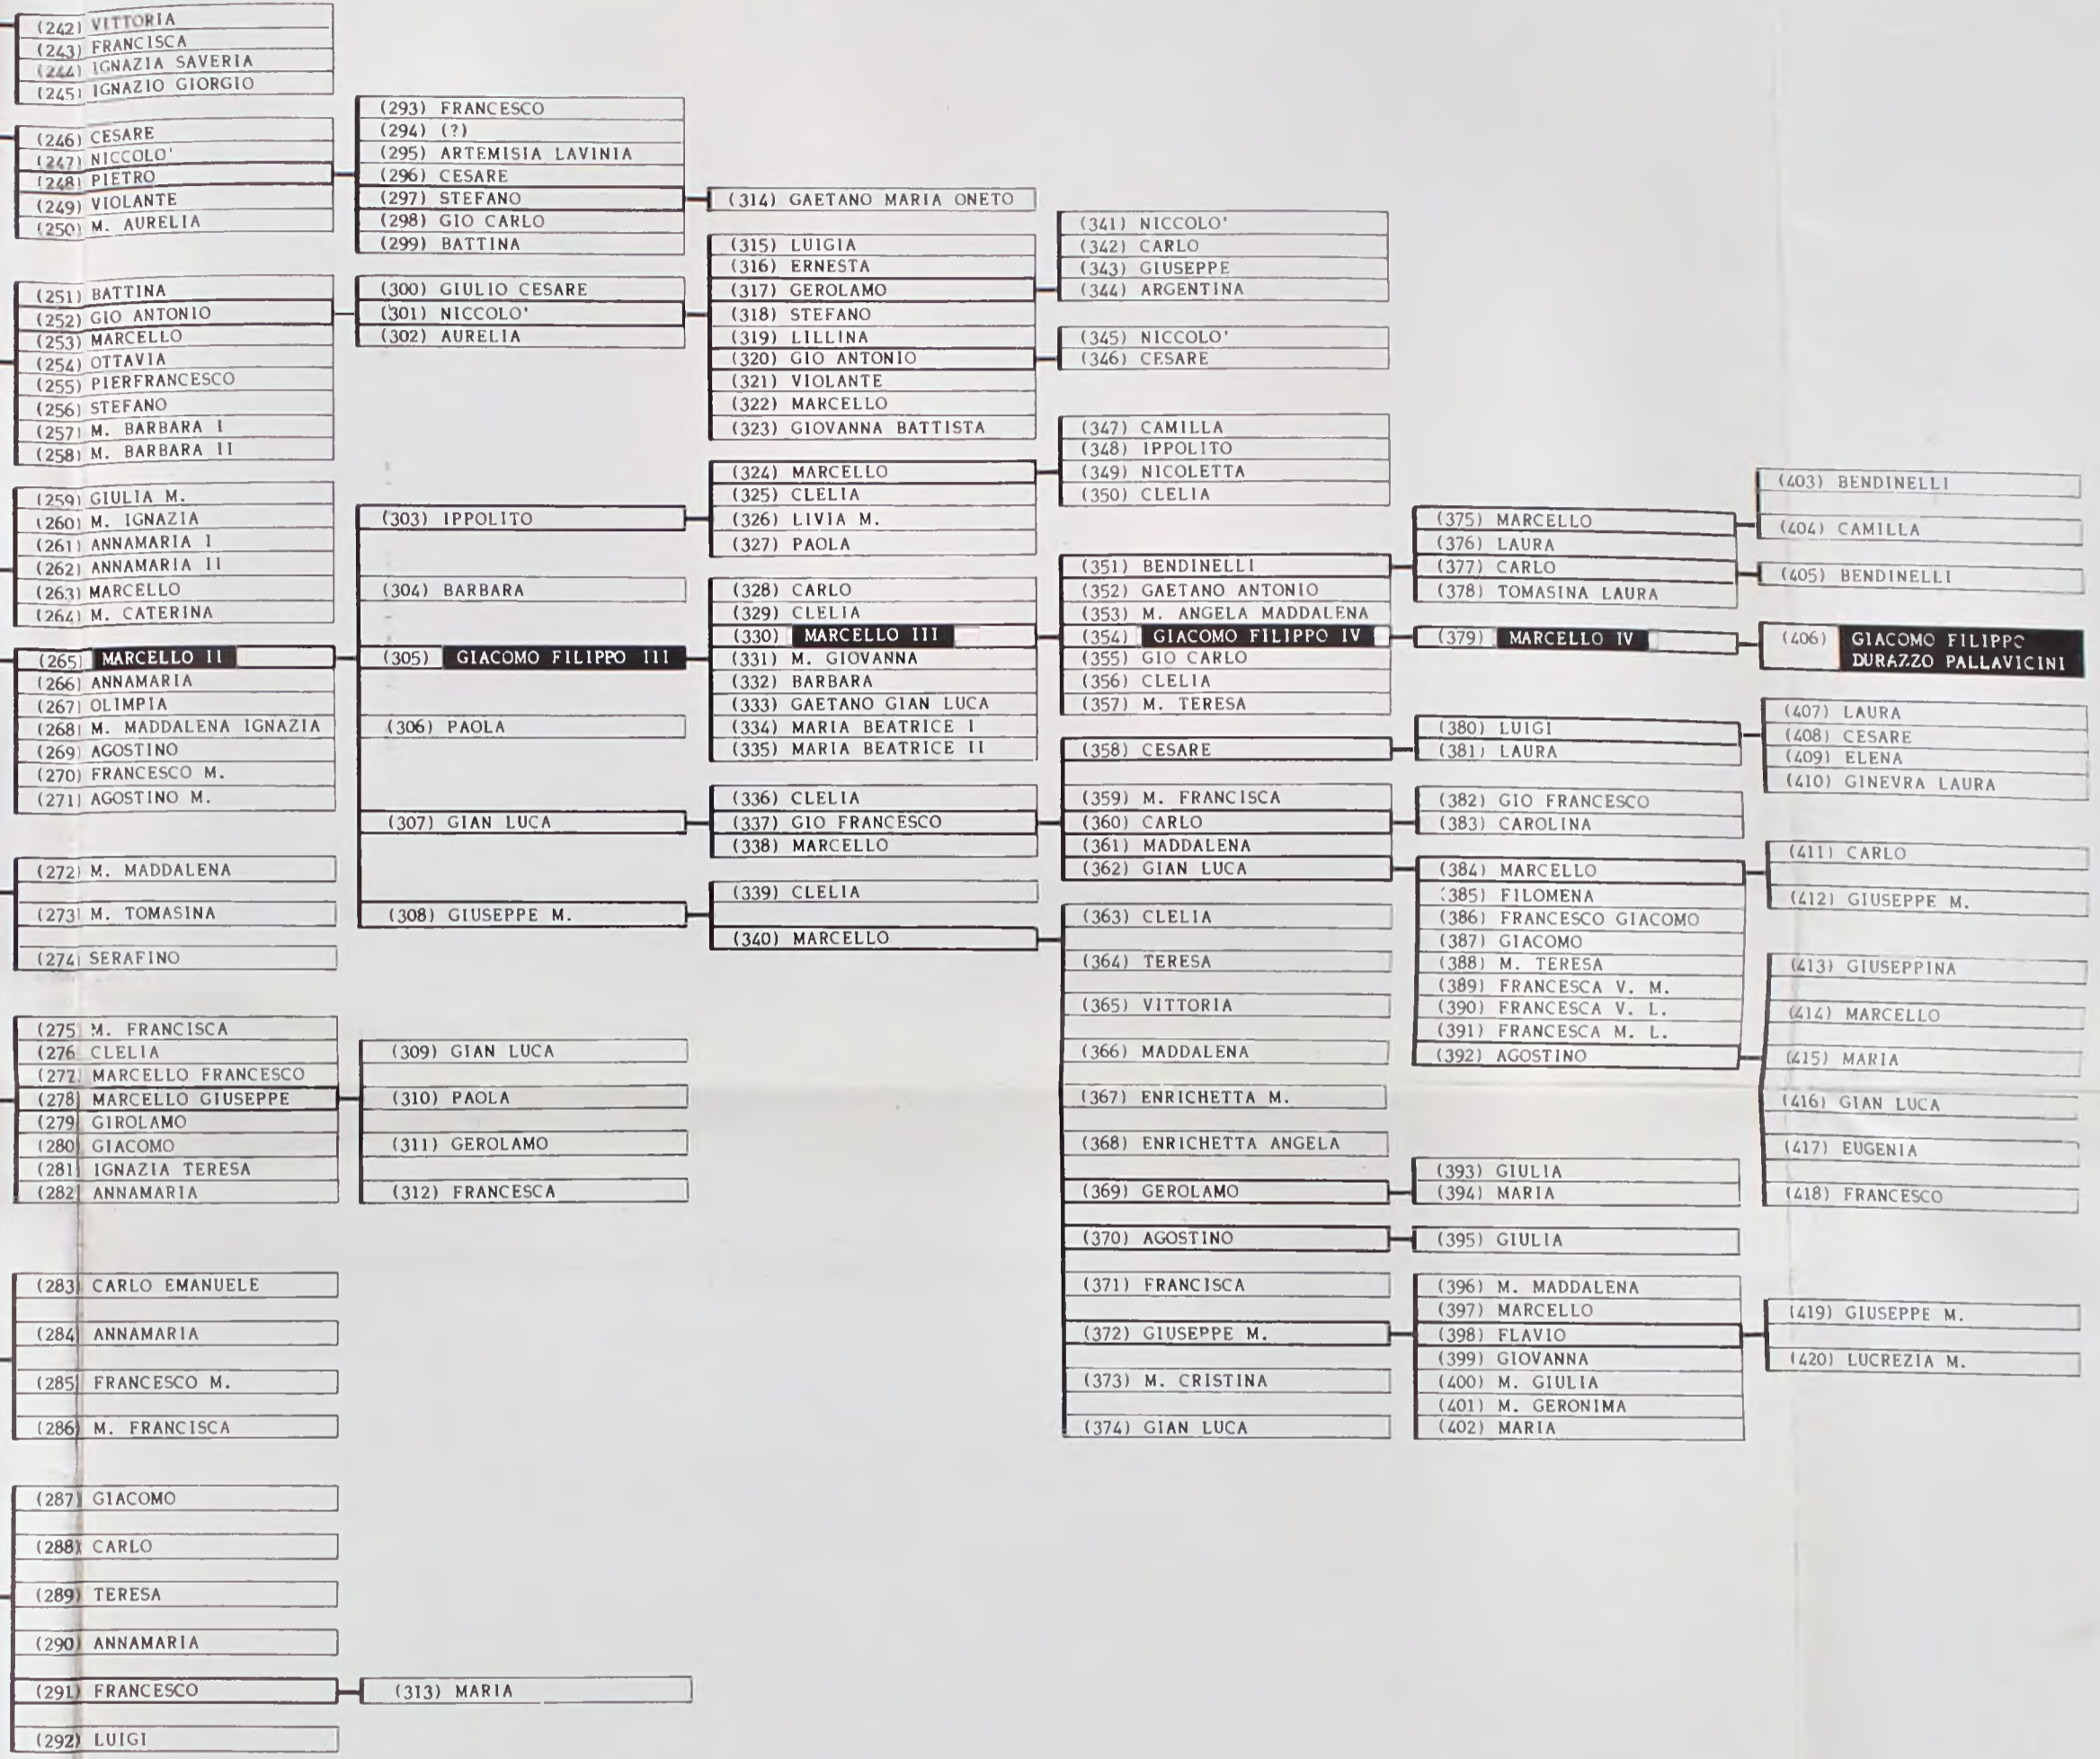 (242) VITTORIA
(243) FRANCISCA
(244) IGNAZIA SAVERIA
(245) IGNAZIO GIORGIO
(246) CESARE
(247) NICCOLO'
(248) PIETRO
(249) VIOLANTE
(250) M. AURELIA
(251) BATTINA
(252) GIO ANTONIO
(253) MARCELLO
(254) OTTAVIA
(255) PIERFRANCESCO
(256) STEFANO
(257) M. BARBARA I
(258) M. BARBARA II
(259) GIULIA M.
(260) M. IGNAZIA
(261) ANNAMARIA I
(262) ANNAMARIA II
(263) MARCELLO
(264) M. CATERINA
(265) MARCELLO II
(266) ANNAMARIA
(267) OLIMPIA
(268) M. MADDALENA IGNAZIA
(269) AGOSTINO
(270) FRANCESCO M.
(271) AGOSTINO M.
(272) M. MADDALENA
(273) M. TOMASINA
(274) SERAFINO
(275) M. FRANCISCA
(276) CLELIA
(277) MARCELLO FRANCESCO
(278) MARCELLO GIUSEPPE
(279) GIROLAMO
(280) GIACOMO
(281) IGNAZIA TERESA
(282) ANNAMARIA
(283) CARLO EMANUELE
(284) ANNAMARIA
(285) FRANCESCO M.
(286) M. FRANCISCA
(287) GIACOMO
(288) CARLO
(289) TERESA
(290) ANNAMARIA
(291) FRANCESCO
(292) LUIGI
(293) FRANCESCO
(294) (?)
(295) ARTEMISIA LAVINIA
(296) CESARE
(297) STEFANO
(298) GIO CARLO
(299) BATTINA
(300) GIULIO CESARE
(301) NICCOLO'
(302) AURELIA
(303) IPPOLITO
(304) BARBARA
(305) GIACOMO FILIPPO III
(306) PAOLA
(307) GIAN LUCA
(308) GIUSEPPE M.
(309) GIAN LUCA
(310) PAOLA
(311) GEROLAMO
(312) FRANCESCA
(313) MARIA
(314) GAETANO MARIA ONETO
(315) LUIGIA
(316) ERNESTA
(317) GEROLAMO
(318) STEFANO
(319) LILLINA
(320) GIO ANTONIO
(321) VIOLANTE
(322) MARCELLO
(323) GIOVANNA BATTISTA
(324) MARCELLO
(325) CLELIA
(326) LIVIA M.
(327) PAOLA
(328) CARLO
(329) CLELIA
(330) MARCELLO III
(331) M. GIOVANNA
(332) BARBARA
(333) GAETANO GIAN LUCA
(334) MARIA BEATRICE I
(335) MARIA BEATRICE II
(336) CLELIA
(337) GIO FRANCESCO
(338) MARCELLO
(339) CLELIA
(340) MARCELLO
(341) NICCOLO'
(342) CARLO
(343) GIUSEPPE
(344) ARGENTINA
(345) NICCOLO'
(346) CESARE
(347) CAMILLA
(348) IPPOLITO
(349) NICOLETTA
(350) CLELIA
(351) BENDINELLI
(352) GAETANO ANTONIO
(353) M. ANGELA MADDALENA
(354) GIACOMO FILIPPO IV
(355) GIO CARLO
(356) CLELIA
(357) M. TERESA
(358) CESARE
(359) M. FRANCISCA
(360) CARLO
(361) MADDALENA
(362) GIAN LUCA
(363) CLELIA
(364) TERESA
(365) VITTORIA
(366) MADDALENA
(367) ENRICHETTA M.
(368) ENRICHETTA ANGELA
(369) GEROLAMO
(370) AGOSTINO
(371) FRANCISCA
(372) GIUSEPPE M.
(373) M. CRISTINA
(374) GIAN LUCA
(375) MARCELLO
(376) LAURA
(377) CARLO
(378) TOMASINA LAURA
(379) MARCELLO IV
(380) LUIGI
(381) LAURA
(382) GIO FRANCESCO
(383) CAROLINA
(384) MARCELLO
(385) FILOMENA
(386) FRANCESCO GIACOMO
(387) GIACOMO
(388) M. TERESA
(389) FRANCESCA V. M.
(390) FRANCESCA V. L.
(391) FRANCESCA M. L.
(392) AGOSTINO
(393) GIULIA
(394) MARIA
(395) GIULIA
(396) M. MADDALENA
(397) MARCELLO
(398) FLAVIO
(399) GIOVANNA
(400) M. GIULIA
(401) M. GERONIMA
(402) MARIA
(403) BENDINELLI
(404) CAMILLA
(405) BENDINELLI
(406) GIACOMO FILIPPO
DURAZZO PALLAVICINI
(407) LAURA
(408) CESARE
(409) ELENA
(410) GINEVRA LAURA
(411) CARLO
(412) GIUSEPPE M.
(413) GIUSEPPINA
(414) MARCELLO
(415) MARIA
(416) GIAN LUCA
(417) EUGENIA
(418) FRANCESCO
(419) GIUSEPPE M.
(420) LUCREZIA M.